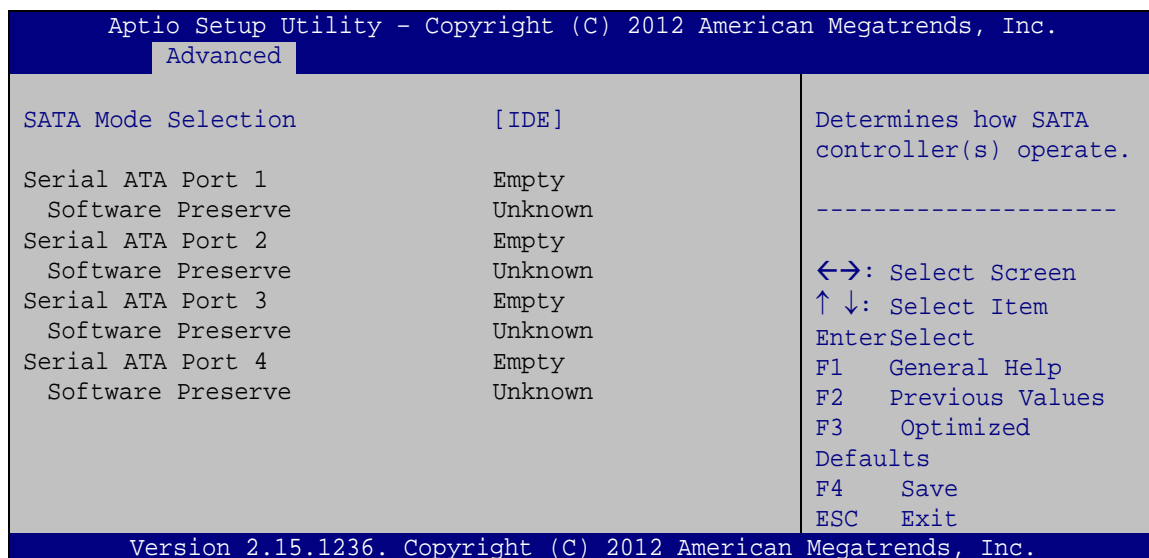 Aptio Setup Utility – Copyright (C) 2012 American Megatrends, Inc.
Advanced
SATA Mode Selection [IDE]
Serial ATA Port 1 Empty
Software Preserve Unknown
Serial ATA Port 2 Empty
Software Preserve Unknown
Serial ATA Port 3 Empty
Software Preserve Unknown
Serial ATA Port 4 Empty
Software Preserve Unknown
Determines how SATA
controller(s) operate.
---------------------
←→: Select Screen
↑ ↓: Select Item
EnterSelect
F1 General Help
F2 Previous Values
F3 Optimized
Defaults
F4 Save
ESC Exit
Version 2.15.1236. Copyright (C) 2012 American Megatrends, Inc.